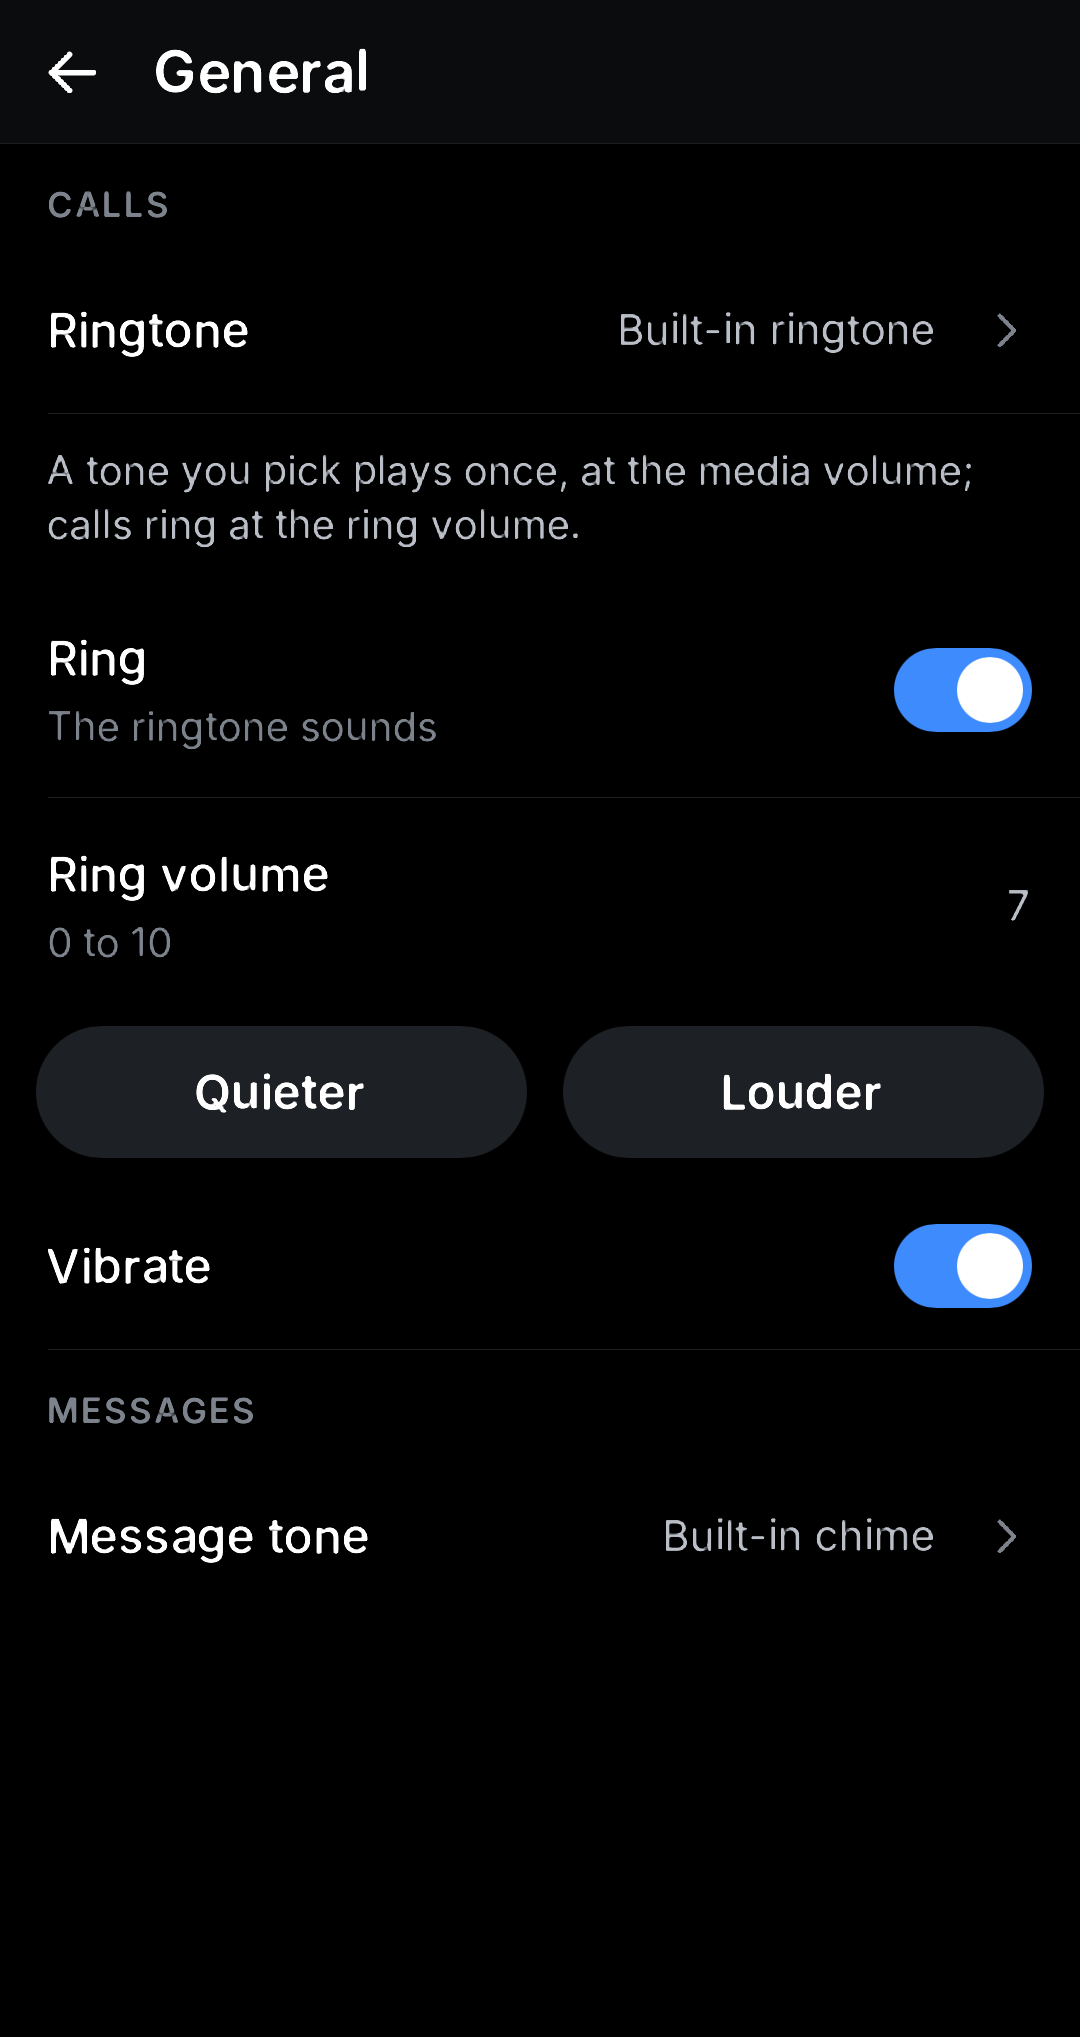 General
CALLS
Ringtone
Built-in ringtone
A tone you pick plays once, at the media volume;
calls ring at the ring volume.
Ring
The ringtone sounds
Ring volume
0 to 10
7
Quieter
Louder
Vibrate
MESSAGES
Message tone
Built-in chime